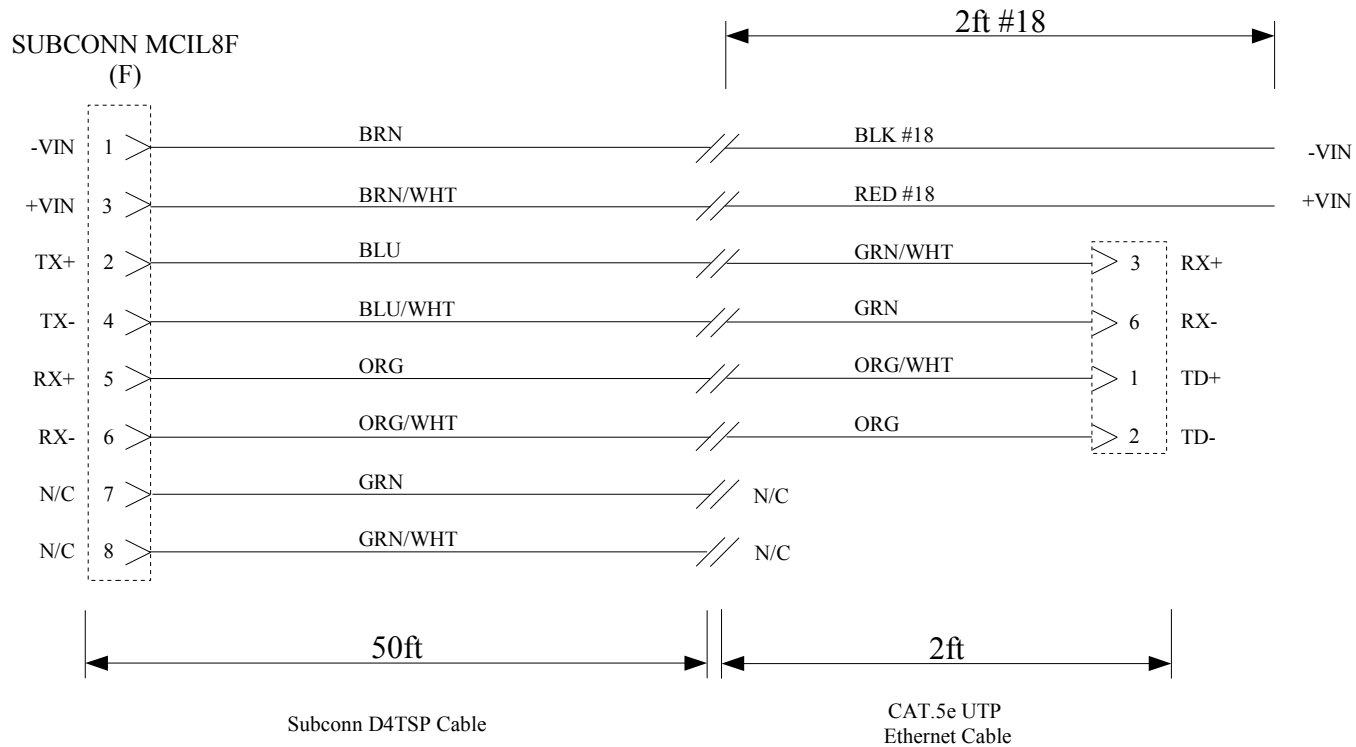 2ft #18
SUBCONN MCIL8F
(F)
-VIN 1 BRN BLK #18 -VIN
+VIN 3 BRN/WHT RED #18 +VIN
TX+ 2 BLU GRN/WHT 3 RX+
TX- 4 BLU/WHT GRN 6 RX-
RX+ 5 ORG ORG/WHT 1 TD+
RX- 6 ORG/WHT ORG 2 TD-
N/C 7 GRN N/C
N/C 8 GRN/WHT N/C
50ft 2ft
Subconn D4TSP Cable
CAT.5e UTP
Ethernet Cable